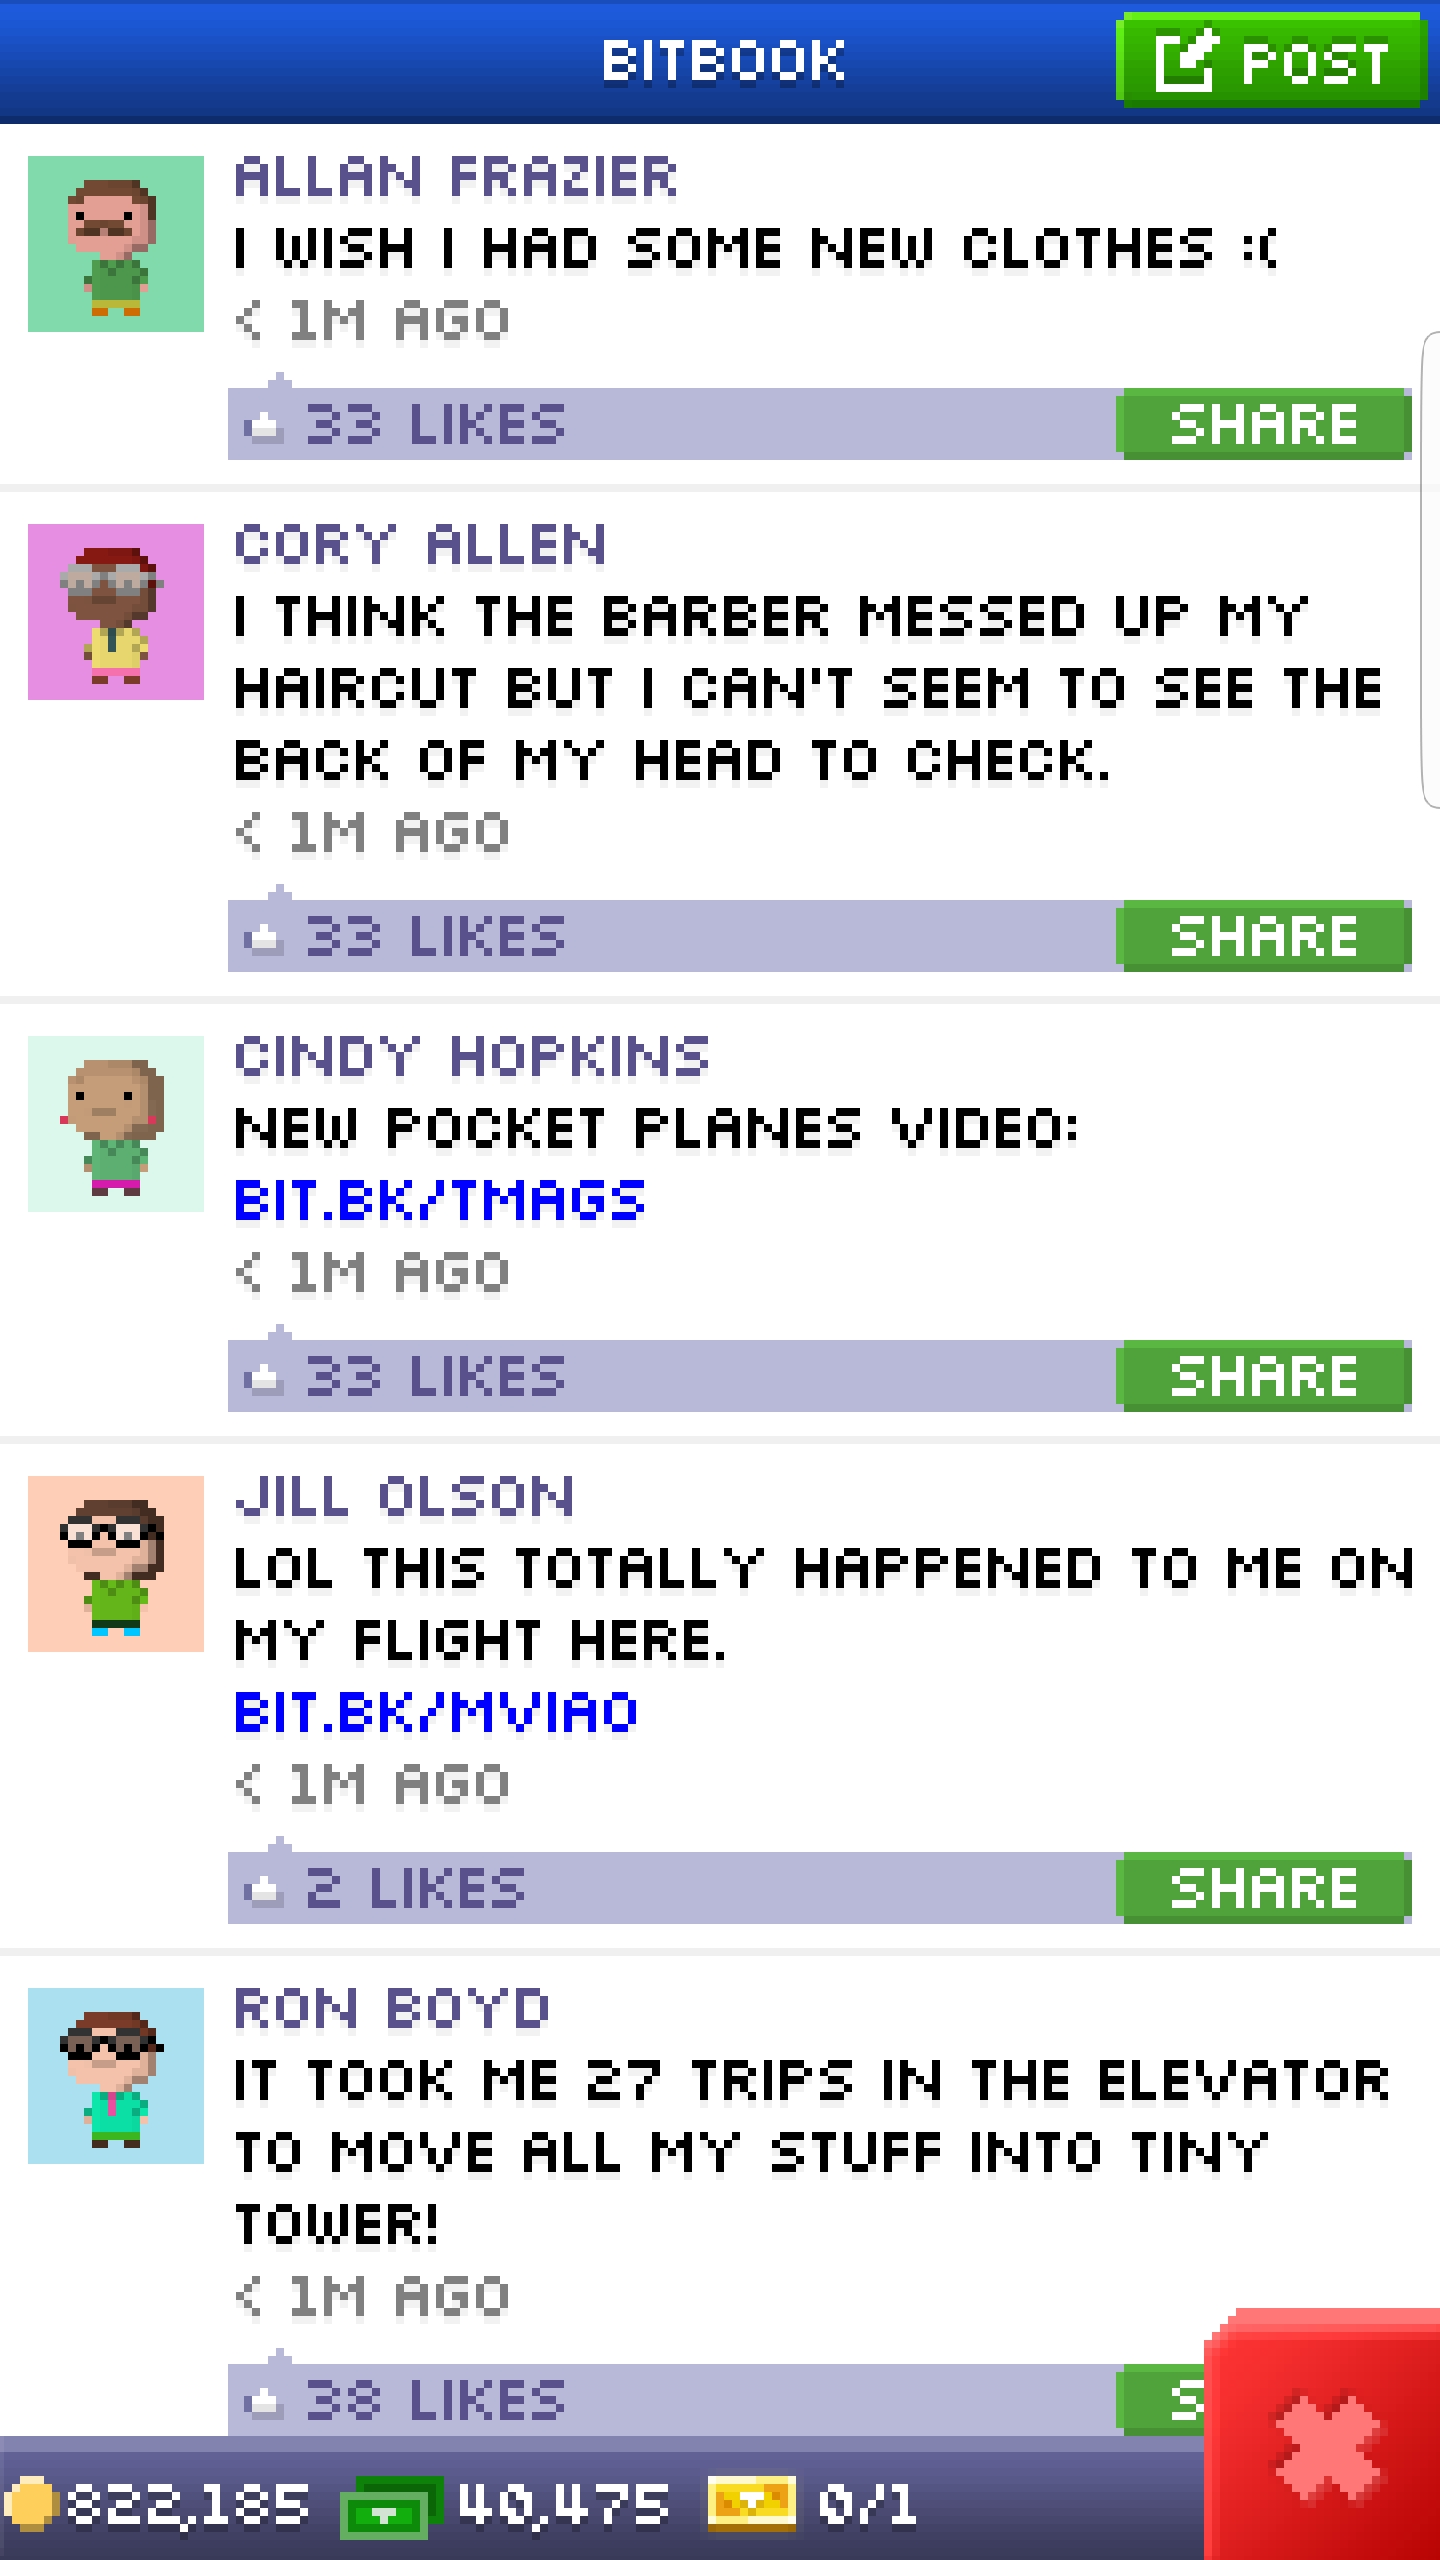 BITBOOK
POST
ALLAN FRAZIER
I WISH I HAD SOME NEW CLOTHES :(
< 1M AGO
33 LIKES
SHARE
CORY ALLEN
I THINK THE BARBER MESSED UP MY
HAIRCUT BUT I CAN'T SEEM TO SEE THE
BACK OF MY HEAD TO CHECK.
< 1M AGO
33 LIKES
SHARE
CINDY HOPKINS
NEW POCKET PLANES VIDEO:
BIT.BK/TMAGS
< 1M AGO
33 LIKES
SHARE
JILL OLSON
LOL THIS TOTALLY HAPPENED TO ME ON
MY FLIGHT HERE.
BIT.BK/MVIAO
< 1M AGO
2 LIKES
SHARE
RON BOYD
IT TOOK ME 27 TRIPS IN THE ELEVATOR
TO MOVE ALL MY STUFF INTO TINY
TOWER!
< 1M AGO
38 LIKES
S
822,185
40,475
0/1